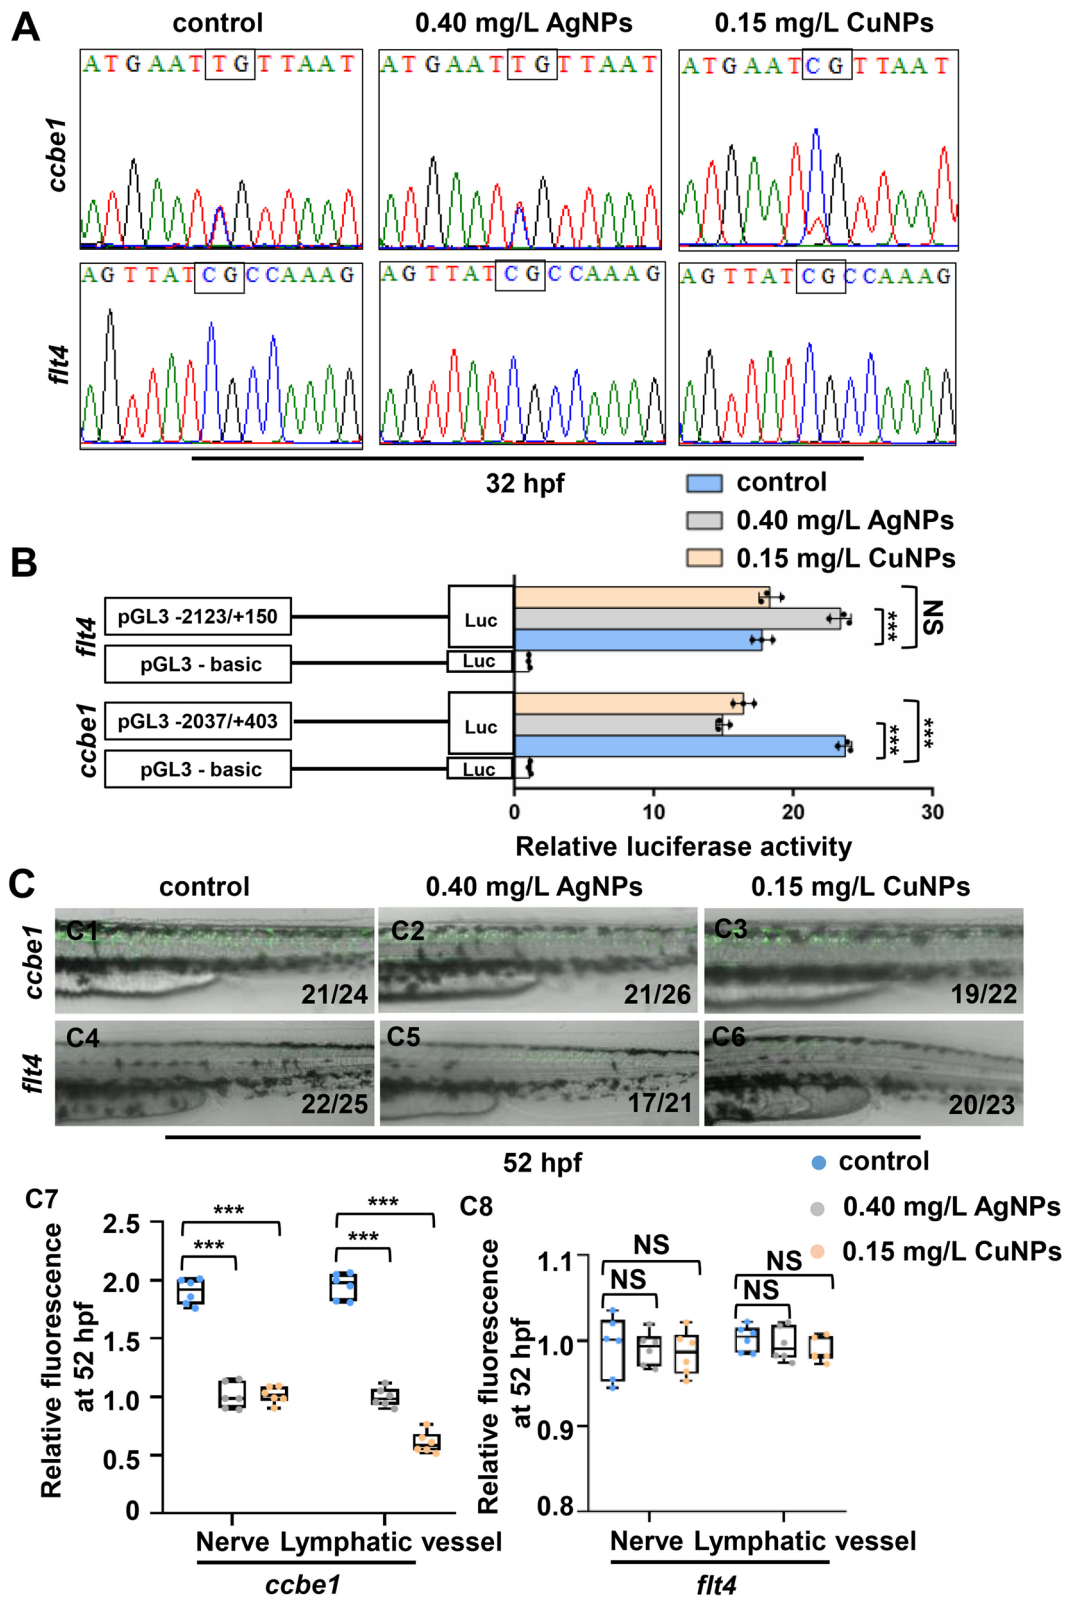 A
control
0.40 mg/L AgNPs
0.15 mg/L CuNPs
ccbe1
ATGAATTGTTAAT
ATGAATTGTTAAT
ATGAATCGTTAAT
flt4
AGTTATCGCCAAAG
AGTTATCGCCAAAG
AGTTATCGCCAAAG
32 hpf
control
0.40 mg/L AgNPs
0.15 mg/L CuNPs
B
flt4
pGL3 -2123/+150
Luc
pGL3 - basic
Luc
***
NS
ccbe1
pGL3 -2037/+403
Luc
pGL3 - basic
Luc
***
***
0 10 20 30
Relative luciferase activity
C
control
0.40 mg/L AgNPs
0.15 mg/L CuNPs
ccbe1
C1
21/24
C2
21/26
C3
19/22
flt4
C4
22/25
C5
17/21
C6
20/23
52 hpf
control
0.40 mg/L AgNPs
0.15 mg/L CuNPs
C7
Relative fluorescence
at 52 hpf
2.5
2.0
1.5
1.0
0.5
0
***
***
***
***
Nerve Lymphatic vessel
ccbe1
C8
Relative fluorescence
at 52 hpf
1.1
1.0
0.9
0.8
NS
NS
NS
NS
Nerve Lymphatic vessel
flt4